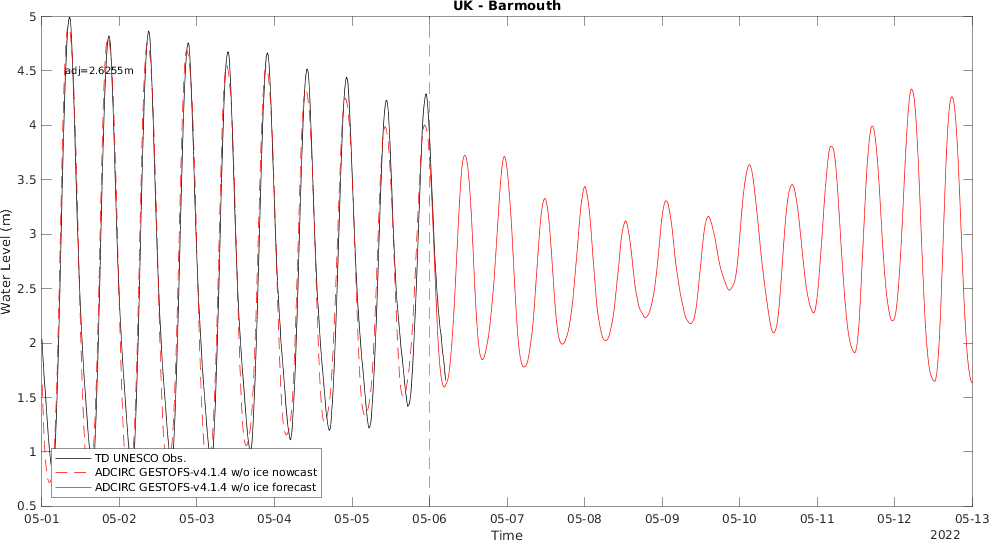 UK - Barmouth
5
4.5
4
3.5
3
2.5
2
1.5
1
0.5
Water Level (m)
adj=2.6255m
TD UNESCO Obs.
ADCIRC GESTOFS-v4.1.4 w/o ice nowcast
ADCIRC GESTOFS-v4.1.4 w/o ice forecast
05-01 05-02 05-03 05-04 05-05 05-06 05-07 05-08 05-09 05-10 05-11 05-12 05-13
Time
2022